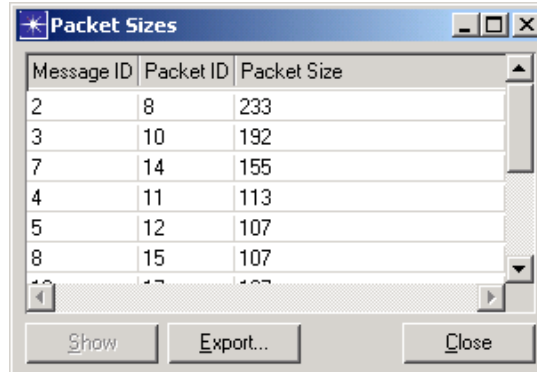 Packet Sizes
Message ID Packet ID Packet Size
2 8 233
3 10 192
7 14 155
4 11 113
5 12 107
8 15 107
Show Export... Close